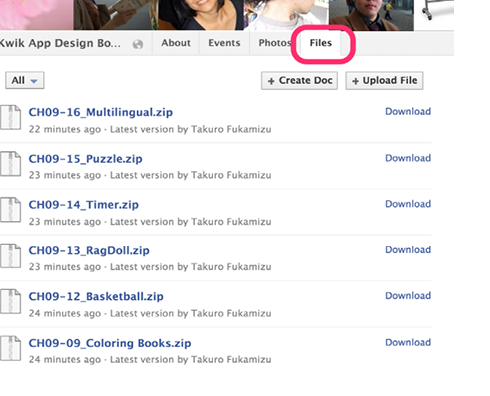 Kwik App Design Bo... About Events Photos Files
All + Create Doc + Upload File
CH09-16_Multilingual.zip Download
22 minutes ago · Latest version by Takuro Fukamizu
CH09-15_Puzzle.zip Download
23 minutes ago · Latest version by Takuro Fukamizu
CH09-14_Timer.zip Download
23 minutes ago · Latest version by Takuro Fukamizu
CH09-13_RagDoll.zip Download
23 minutes ago · Latest version by Takuro Fukamizu
CH09-12_Basketball.zip Download
24 minutes ago · Latest version by Takuro Fukamizu
CH09-09_Coloring Books.zip Download
24 minutes ago · Latest version by Takuro Fukamizu